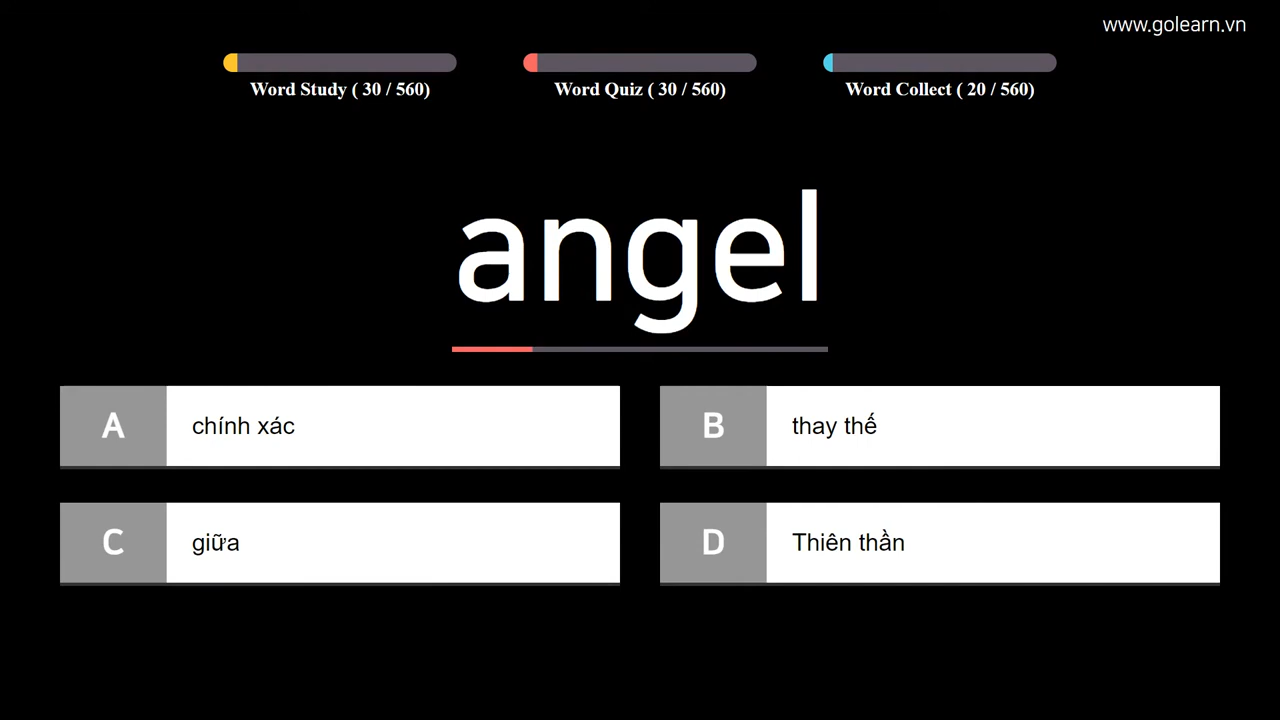 www.golearn.vn
Word Study ( 30 / 560)
Word Quiz ( 30 / 560)
Word Collect ( 20 / 560)
angel
A chính xác
B thay thế
C giữa
D Thiên thần